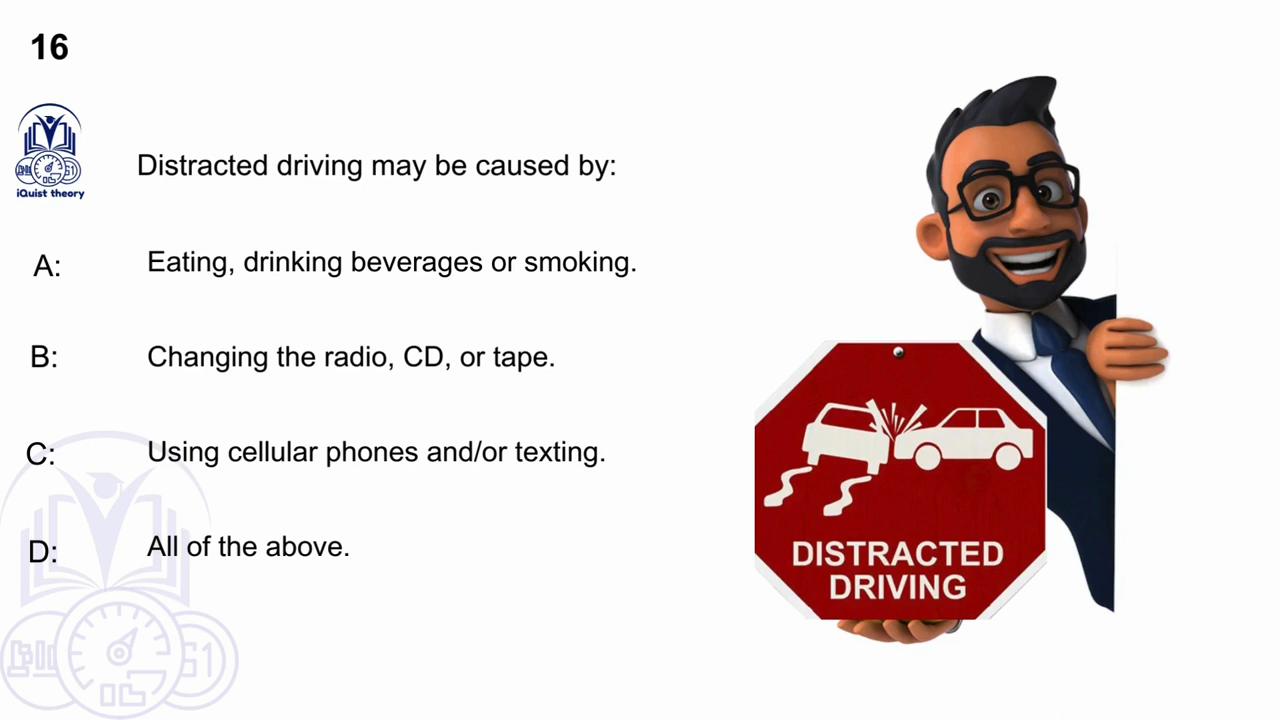 16
iQuist theory
Distracted driving may be caused by:
A: Eating, drinking beverages or smoking.
B: Changing the radio, CD, or tape.
C: Using cellular phones and/or texting.
D: All of the above.
DISTRACTED
DRIVING